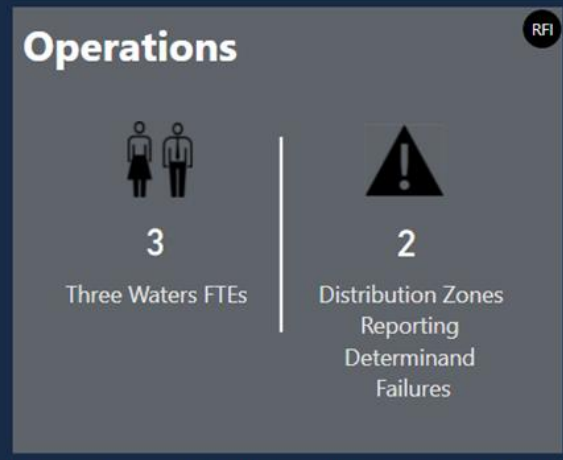 Operations
RFI
3
Three Waters FTEs
2
Distribution Zones
Reporting
Determinand
Failures